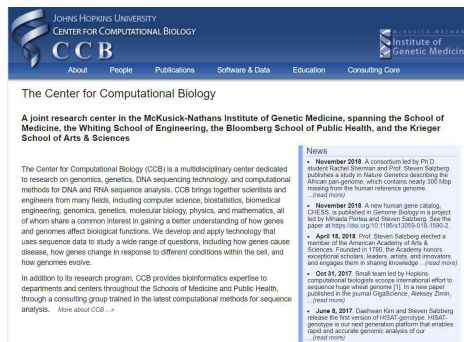 JOHNS HOPKINS UNIVERSITY
CENTER FOR COMPUTATIONAL BIOLOGY
CCB
MCKUSICK-NATHANS
Institute of
Genetic Medicine
About People Publications Software & Data Education Consulting Core
The Center for Computational Biology
A joint research center in the McKusick-Nathans Institute of Genetic Medicine, spanning the School of
Medicine, the Whiting School of Engineering, the Bloomberg School of Public Health, and the Krieger
School of Arts & Sciences
The Center for Computational Biology (CCB) is a multidisciplinary center dedicated
to research on genomics, genetics, DNA sequencing technology, and computational
methods for DNA and RNA sequence analysis. CCB brings together scientists and
engineers from many fields, including computer science, biostatistics, biomedical
engineering, genomics, genetics, molecular biology, physics, and mathematics, all
of whom share a common interest in gaining a better understanding of how genes
and genomes affect biological functions. We develop and apply technology that
uses sequence data to study a wide range of questions, including how genes cause
disease, how genes change in response to different conditions within the cell, and
how genomes evolve.
In addition to its research program, CCB provides bioinformatics expertise to
departments and centers throughout the Schools of Medicine and Public Health,
through a consulting group trained in the latest computational methods for sequence
analysis. More about CCB ...»
News
• November 2018. A consortium led by Ph.D.
student Rachel Sherman and Prof. Steven Salzberg
publishes a study in Nature Genetics describing the
African pan-genome, which contains nearly 300 Mbp
missing from the human reference genome.
...(read more)
• November 2018. A new human gene catalog,
CHESS, is published in Genome Biology in a project
led by Mihaela Pertea and Steven Salzberg. See the
paper at https://doi.org/10.1186/s13059-018-1590-2.
• April 18, 2018. Prof. Steven Salzberg elected a
member of the American Academy of Arts &
Sciences. Founded in 1780, the Academy honors
exceptional scholars, leaders, artists, and innovators
and engages them in sharing knowledge ...(read more)
• Oct 31, 2017. Small team led by Hopkins
computational biologists scoops international effort to
sequence huge wheat genome [1]. In a new paper
published in the journal GigaScience, Aleksey Zimin,
...(read more)
• June 8, 2017. Daehwan Kim and Steven Salzberg
release the first version of HISAT-genotype. HISAT-
genotype is our next generation platform that enables
rapid and accurate genomic analysis of our
...(read more)